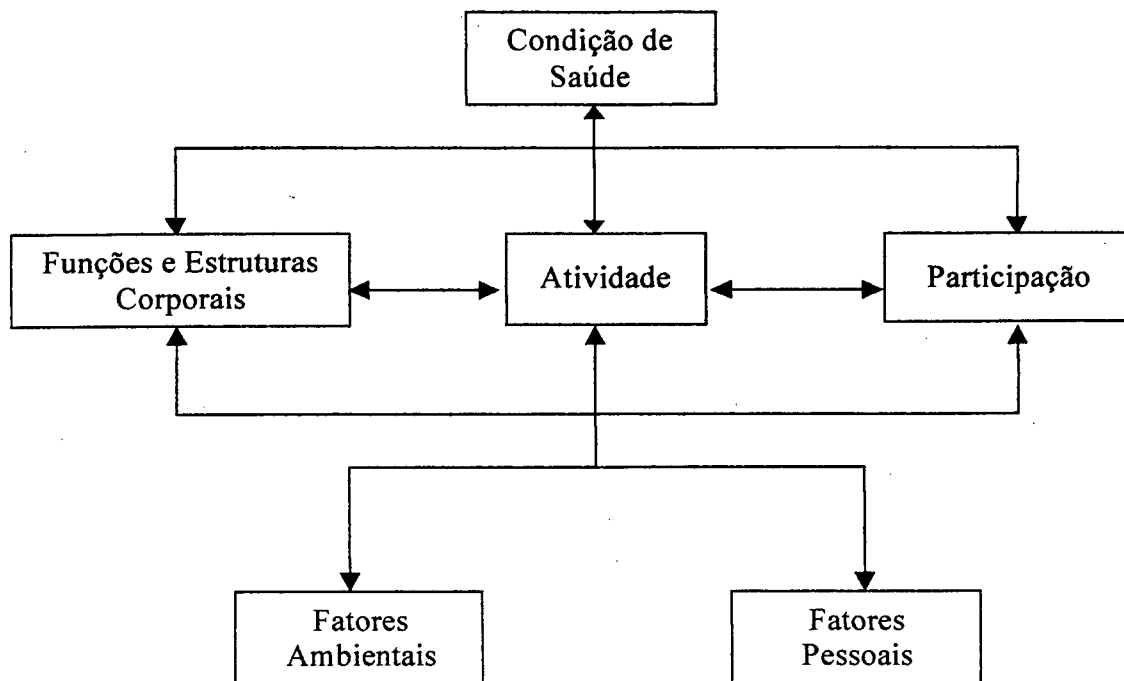 Condição de
Saúde
Funções e Estruturas
Corporais
Atividade
Participação
Fatores
Ambientais
Fatores
Pessoais